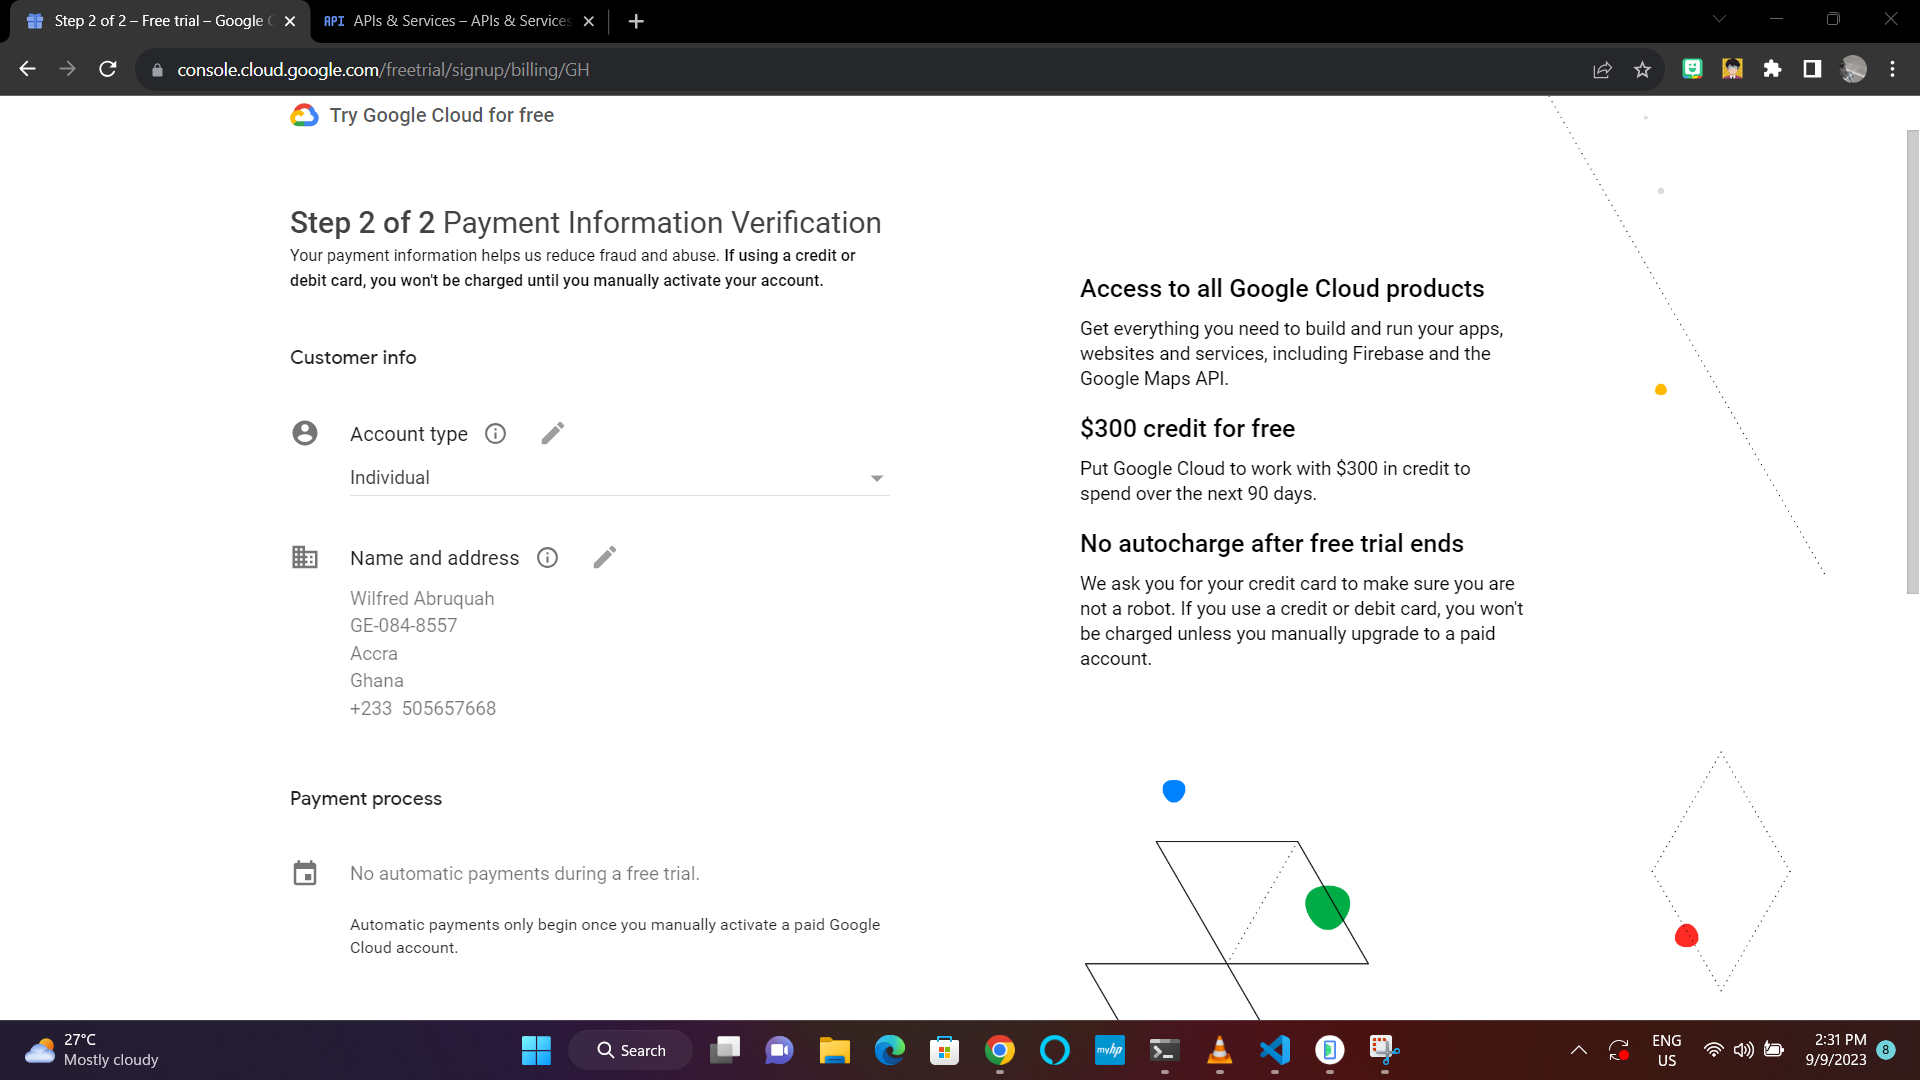 Step 2 of 2 – Free trial – Google C
API APIs & Services – APIs & Services
console.cloud.google.com/freetrial/signup/billing/GH
Try Google Cloud for free
Step 2 of 2 Payment Information Verification
Your payment information helps us reduce fraud and abuse. If using a credit or
debit card, you won't be charged until you manually activate your account.
Customer info
Account type
Individual
Name and address
Wilfred Abruquah
GE-084-8557
Accra
Ghana
+233 505657668
Payment process
No automatic payments during a free trial.
Automatic payments only begin once you manually activate a paid Google
Cloud account.
Access to all Google Cloud products
Get everything you need to build and run your apps,
websites and services, including Firebase and the
Google Maps API.
$300 credit for free
Put Google Cloud to work with $300 in credit to
spend over the next 90 days.
No autocharge after free trial ends
We ask you for your credit card to make sure you are
not a robot. If you use a credit or debit card, you won't
be charged unless you manually upgrade to a paid
account.
27°C
Mostly cloudy
Search
myhp
ENG
US
2:31 PM
9/9/2023
8